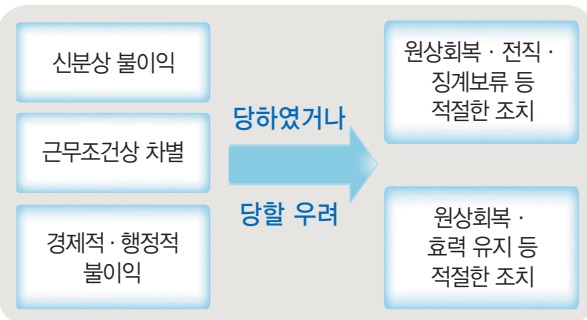 신분상 불이익
근무조건상 차별
경제적 · 행정적
불이익
당하였거나
당할 우려
원상회복 · 전직 ·
징계보류 등
적절한 조치
원상회복 ·
효력 유지 등
적절한 조치